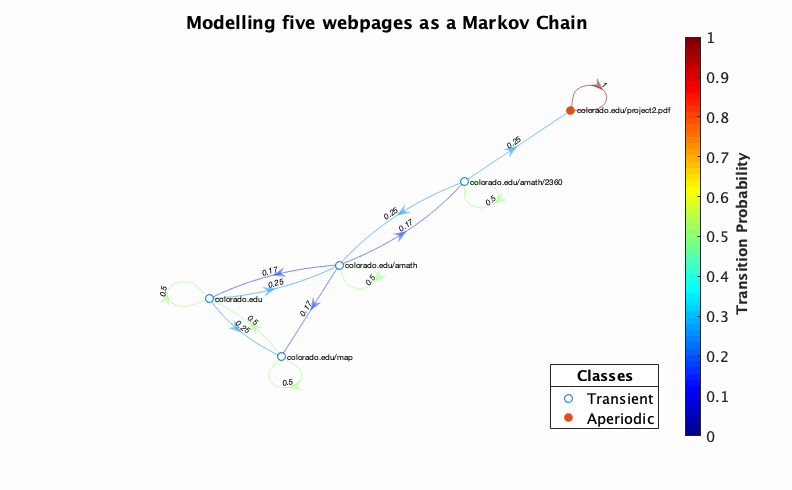 Modelling five webpages as a Markov Chain
1
colorado.edu/project2.pdf
0.25
colorado.edu/amath/2360
0.5
0.25
0.17
colorado.edu/amath
0.5
0.17
0.25
0.5
colorado.edu
0.17
0.5
0.25
colorado.edu/map
0.5
Classes
Transient
Aperiodic
1
0.9
0.8
0.7
0.6
0.5
0.4
0.3
0.2
0.1
0
Transition Probability